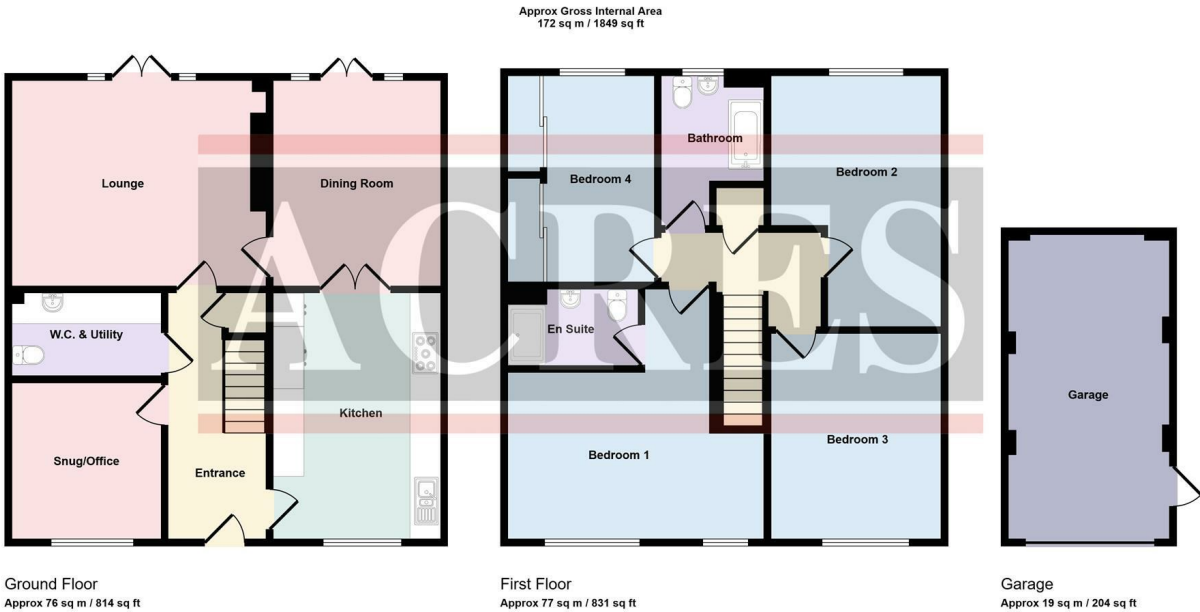 Approx Gross Internal Area
172 sq m / 1849 sq ft
Lounge
Dining Room
W.C. & Utility
Snug/Office
Entrance
Kitchen
Bedroom 4
Bathroom
Bedroom 2
En Suite
Bedroom 1
Bedroom 3
Garage
ACRES
Ground Floor
Approx 76 sq m / 814 sq ft
First Floor
Approx 77 sq m / 831 sq ft
Garage
Approx 19 sq m / 204 sq ft